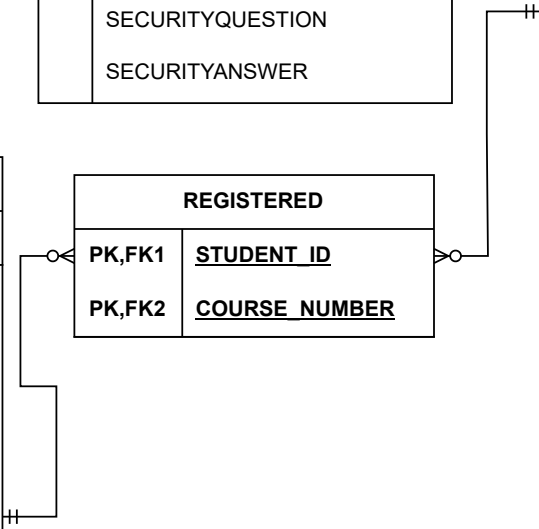 SECURITYQUESTION
SECURITYANSWER
REGISTERED
PK,FK1 STUDENT_ID
PK,FK2 COURSE_NUMBER